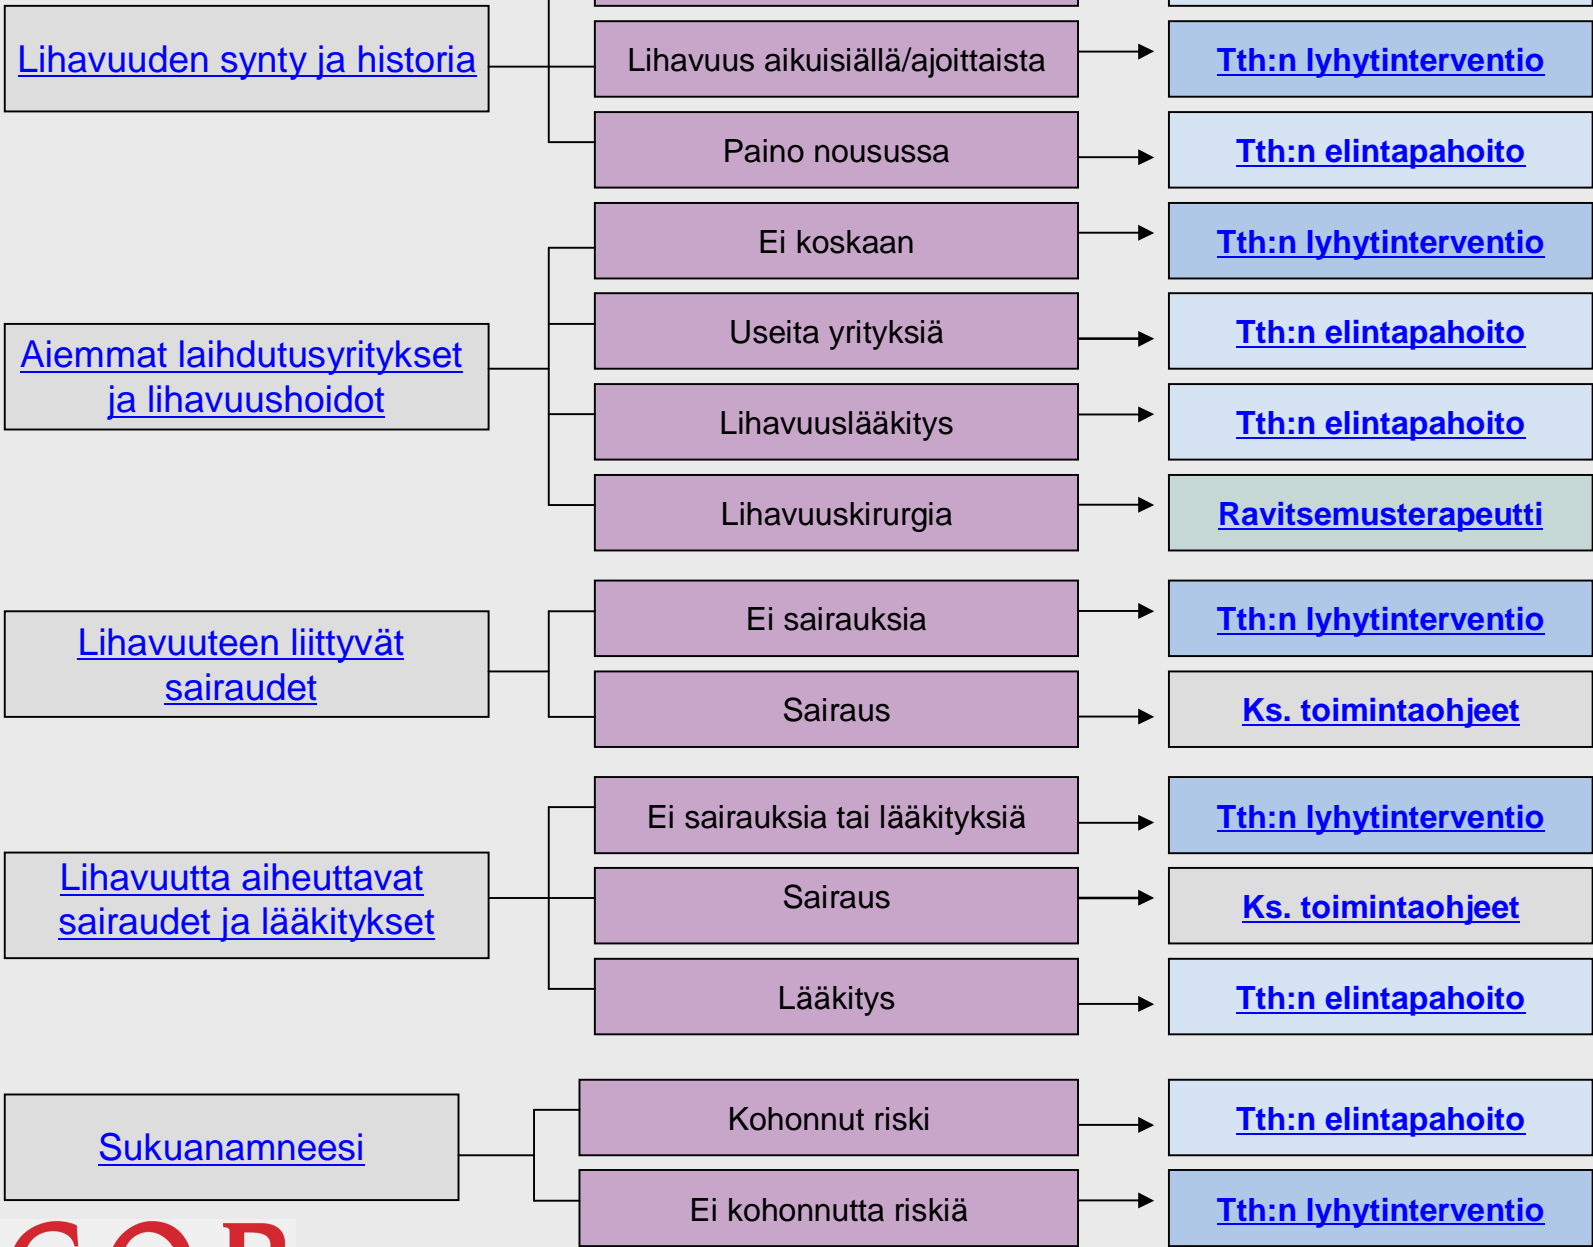 Lihavuuden synty ja historia
Lihavuus aikuisiällä/ajoittaista
Tth:n lyhytinterventio
Paino nousussa
Tth:n elintapahoito
Aiemmat laihdutusyritykset
ja lihavuushoidot
Ei koskaan
Tth:n lyhytinterventio
Useita yrityksiä
Tth:n elintapahoito
Lihavuuslääkitys
Tth:n elintapahoito
Lihavuuskirurgia
Ravitsemusterapeutti
Lihavuuteen liittyvät
sairaudet
Ei sairauksia
Tth:n lyhytinterventio
Sairaus
Ks. toimintaohjeet
Lihavuutta aiheuttavat
sairaudet ja lääkitykset
Ei sairauksia tai lääkityksiä
Tth:n lyhytinterventio
Sairaus
Ks. toimintaohjeet
Lääkitys
Tth:n elintapahoito
Sukuanamneesi
Kohonnut riski
Tth:n elintapahoito
Ei kohonnutta riskiä
Tth:n lyhytinterventio